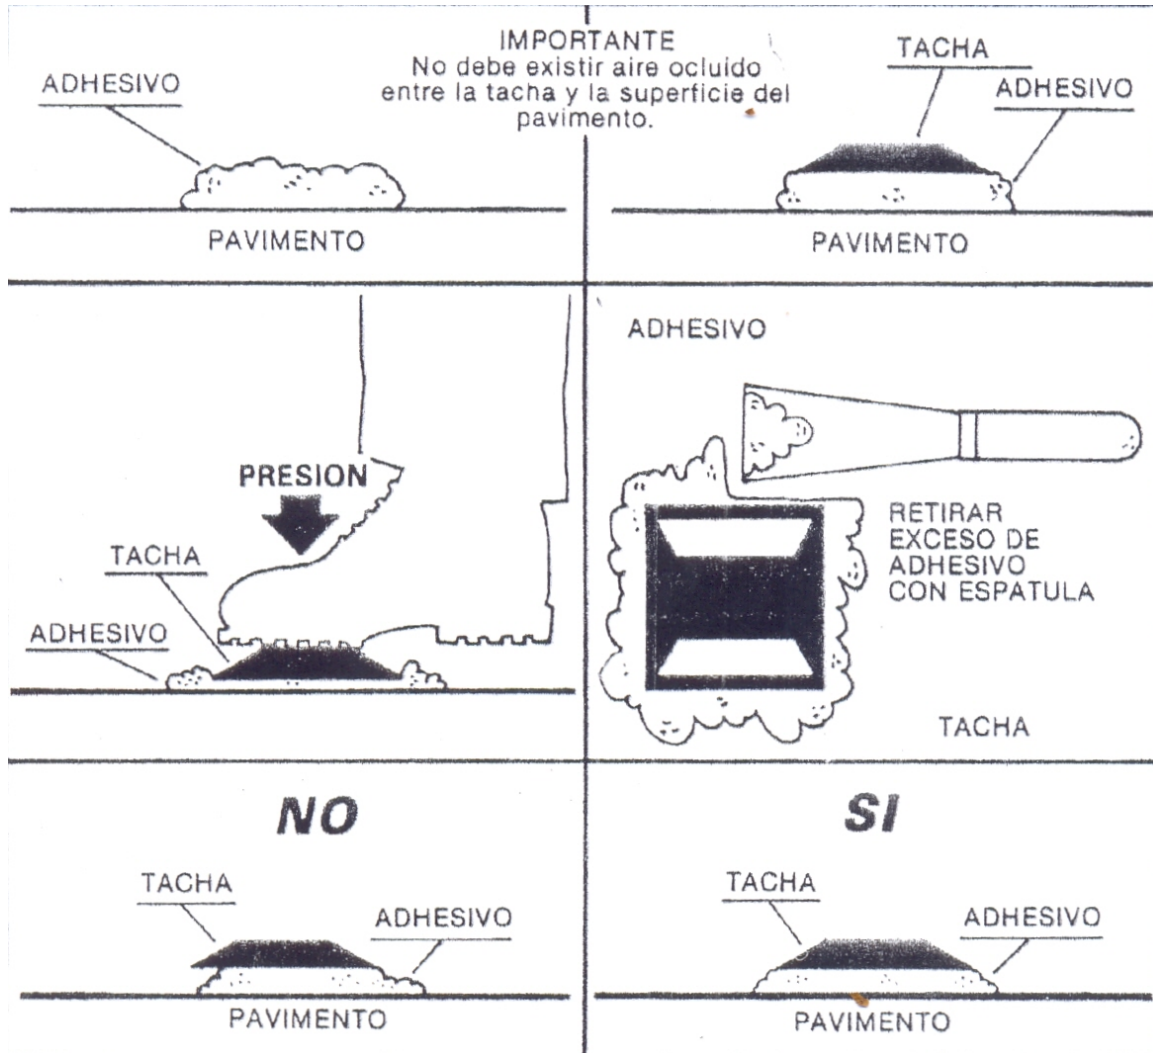 ADHESIVO
PAVIMENTO
IMPORTANTE
No debe existir aire ocluido
entre la tacha y la superficie del
pavimento.
TACHA
ADHESIVO
PAVIMENTO
PRESION
TACHA
ADHESIVO
ADHESIVO
RETIRAR
EXCESO DE
ADHESIVO
CON ESPATULA
TACHA
NO
TACHA
ADHESIVO
PAVIMENTO
SI
TACHA
ADHESIVO
PAVIMENTO